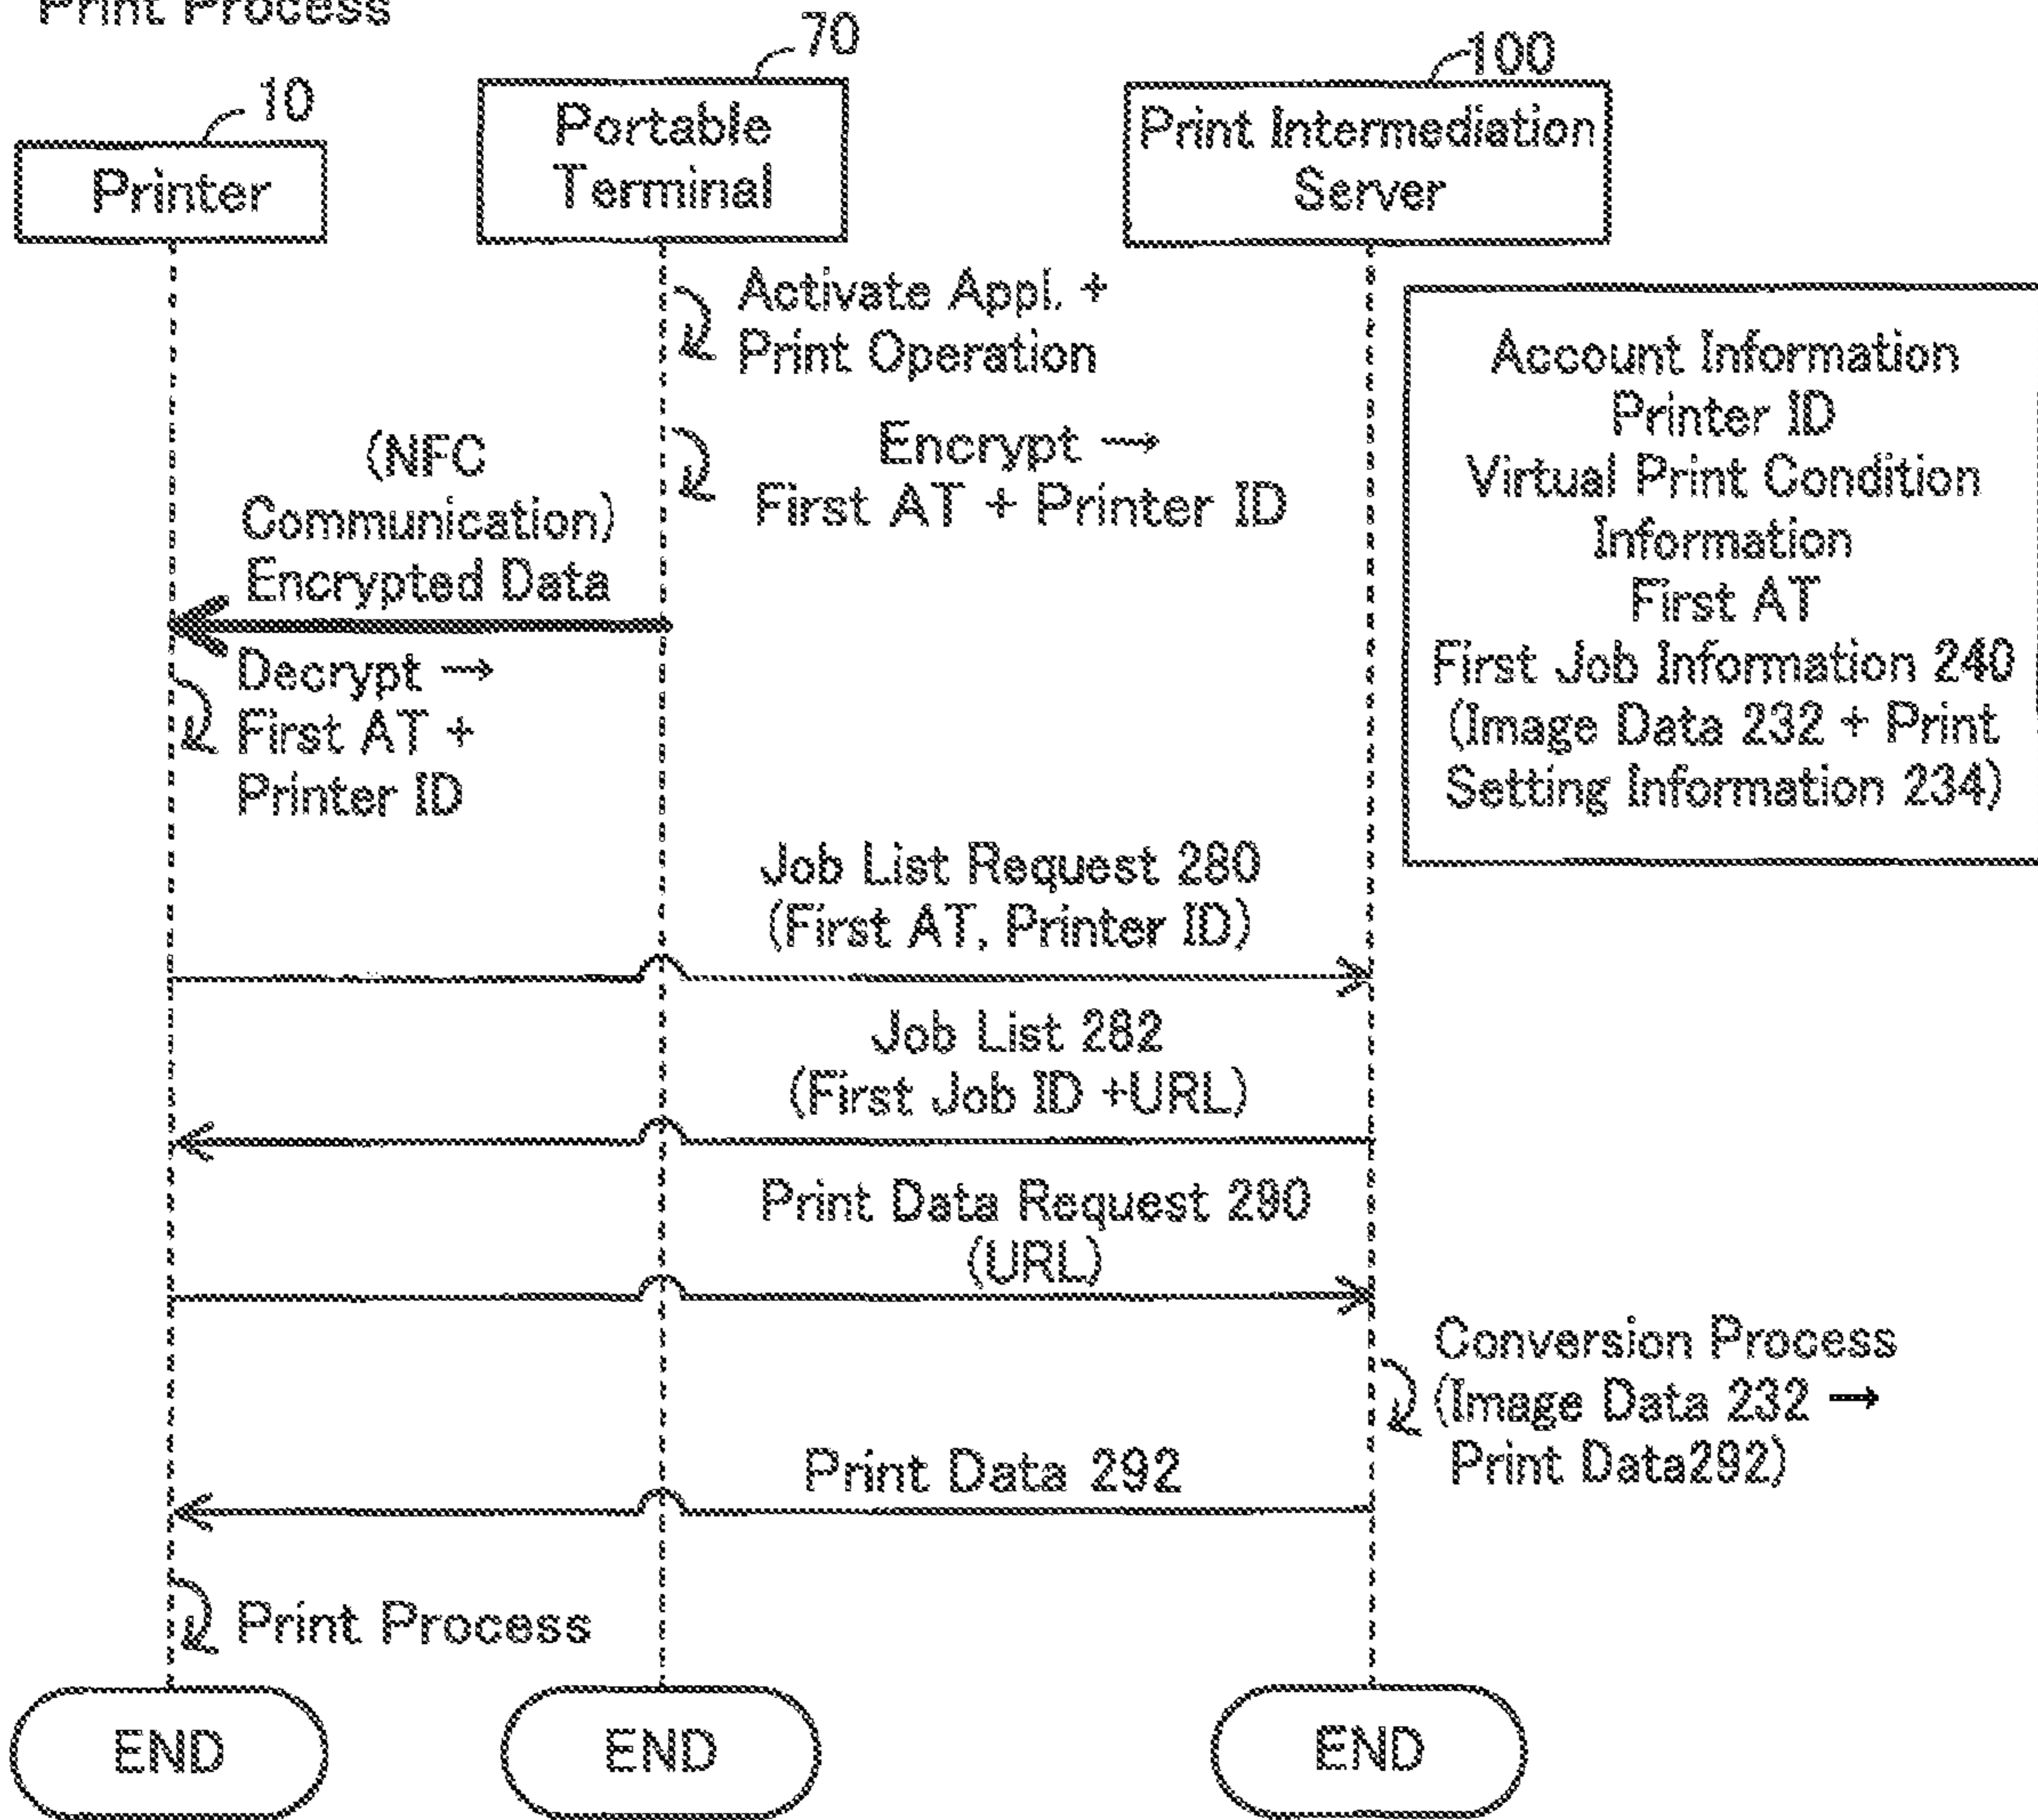 Print Process
10
70
100
Printer
Portable
Terminal
Print Intermediation
Server
Activate Appl. +
Print Operation
Encrypt →
First AT + Printer ID
(NFC
Communication)
Encrypted Data
Decrypt →
First AT +
Printer ID
Account Information
Printer ID
Virtual Print Condition
Information
First AT
First Job Information 240
(Image Data 232 + Print
Setting Information 234)
Job List Request 280
(First AT, Printer ID)
Job List 282
(First Job ID +URL)
Print Data Request 290
(URL)
Conversion Process
(Image Data 232 →
Print Data292)
Print Data 292
Print Process
END
END
END